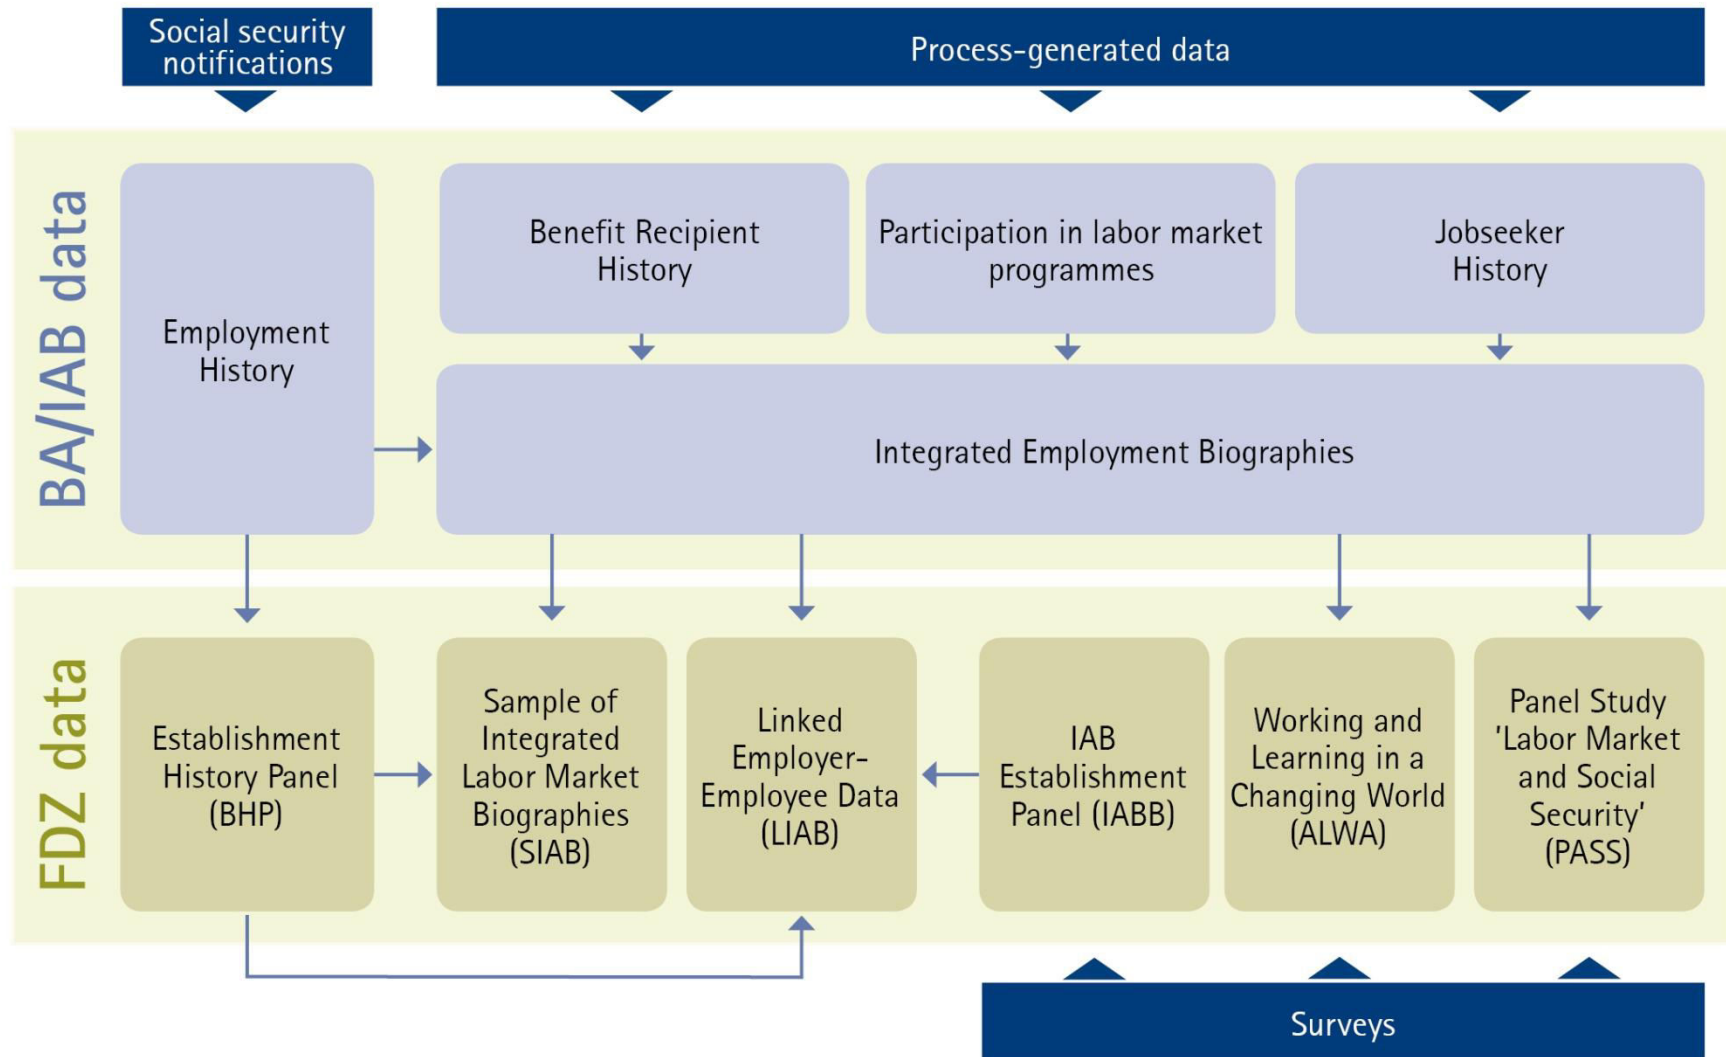 Social security
notifications
Process-generated data
BA/IAB data
Employment
History
Benefit Recipient
History
Participation in labor market
programmes
Jobseeker
History
Integrated Employment Biographies
FDZ data
Establishment
History Panel
(BHP)
Sample of
Integrated
Labor Market
Biographies
(SIAB)
Linked
Employer-
Employee Data
(LIAB)
IAB
Establishment
Panel (IABB)
Working and
Learning in a
Changing World
(ALWA)
Panel Study
'Labor Market
and Social
Security'
(PASS)
Surveys